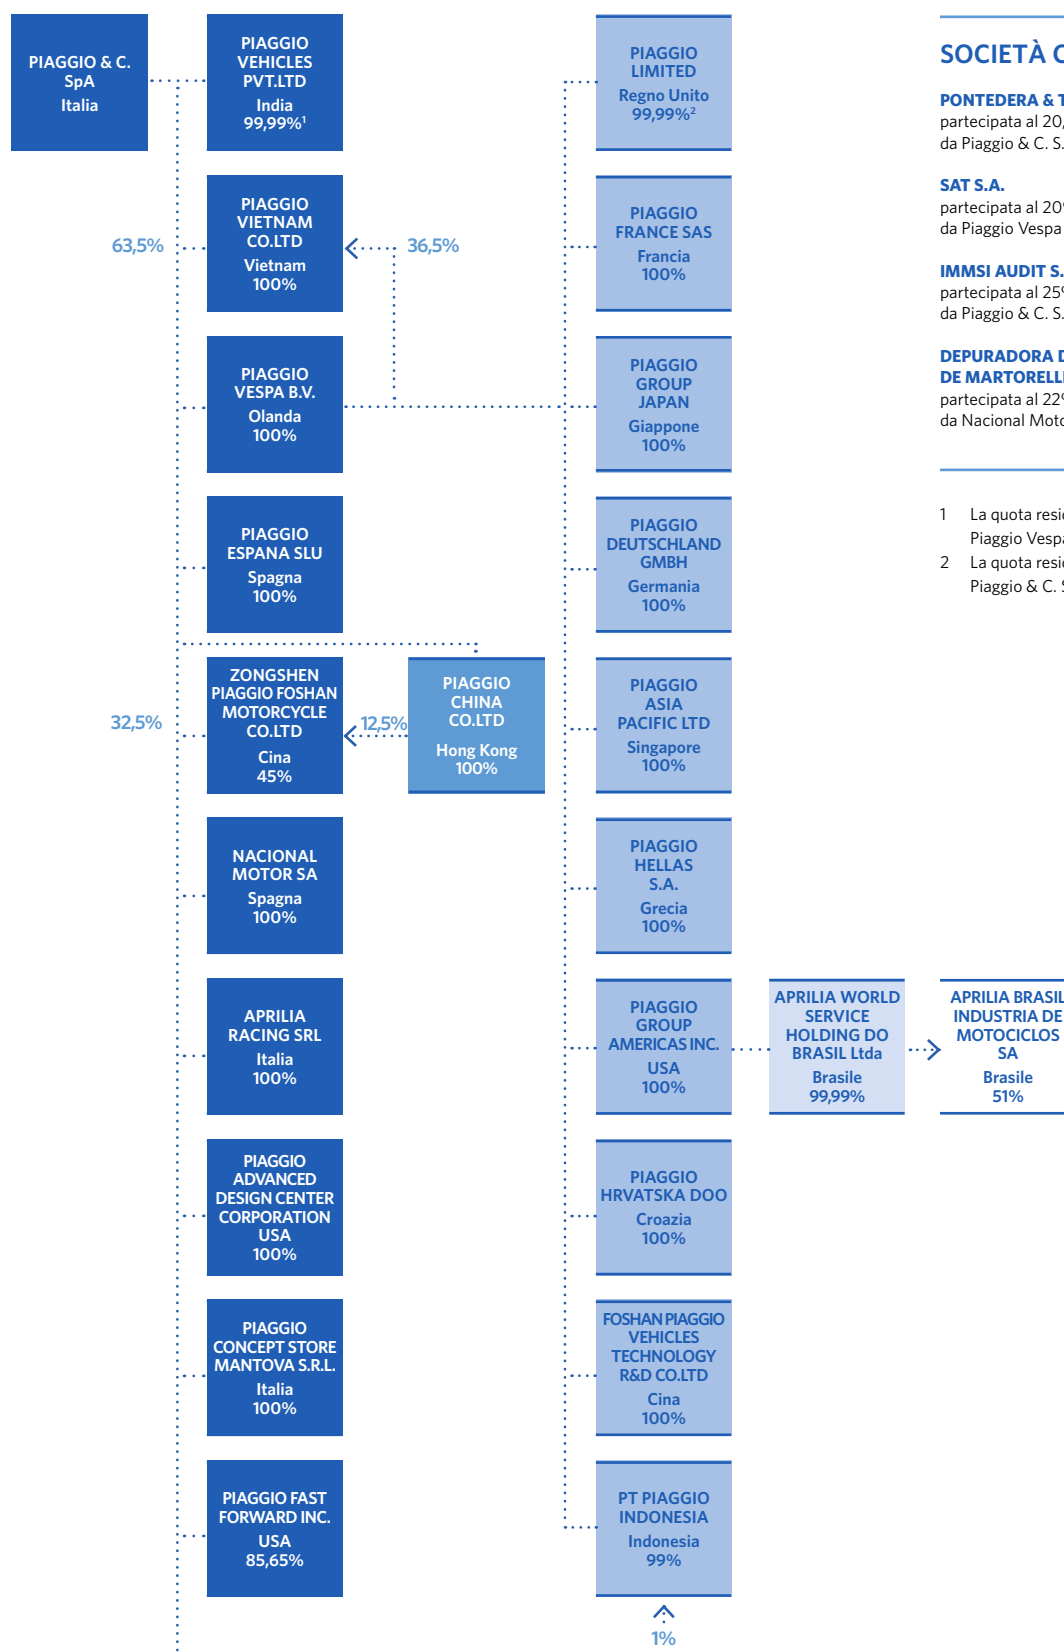 PIAGGIO & C.
SpA
Italia
PIAGGIO
VEHICLES
PVT.LTD
India
99,99%¹
63,5%
PIAGGIO
VIETNAM
CO.LTD
Vietnam
100%
36,5%
PIAGGIO
VESPA B.V.
Olanda
100%
PIAGGIO
ESPANA SLU
Spagna
100%
32,5%
ZONGSHEN
PIAGGIO FOSHAN
MOTORCYCLE
CO.LTD
Cina
45%
12,5%
PIAGGIO
CHINA
CO.LTD
Hong Kong
100%
NACIONAL
MOTOR SA
Spagna
100%
APRILIA
RACING SRL
Italia
100%
PIAGGIO
ADVANCED
DESIGN CENTER
CORPORATION
USA
100%
PIAGGIO
CONCEPT STORE
MANTOVA S.R.L.
Italia
100%
PIAGGIO FAST
FORWARD INC.
USA
85,65%
PIAGGIO
LIMITED
Regno Unito
99,99%²
PIAGGIO
FRANCE SAS
Francia
100%
PIAGGIO
GROUP
JAPAN
Giappone
100%
PIAGGIO
DEUTSCHLAND
GMBH
Germania
100%
PIAGGIO
ASIA
PACIFIC LTD
Singapore
100%
PIAGGIO
HELLAS
S.A.
Grecia
100%
PIAGGIO
GROUP
AMERICAS INC.
USA
100%
APRILIA WORLD
SERVICE
HOLDING DO
BRASIL Ltda
Brasile
99,99%
APRILIA BRASIL
INDUSTRIA DE
MOTOCICLOS
SA
Brasile
51%
PIAGGIO
HRVATSKA DOO
Croazia
100%
FOSHAN PIAGGIO
VEHICLES
TECHNOLOGY
R&D CO.LTD
Cina
100%
PT PIAGGIO
INDONESIA
Indonesia
99%
1%
SOCIETÀ
PONTEDERA &
partecipata al 20,
da Piaggio & C. S.
SAT S.A.
partecipata al 20%
da Piaggio Vespa
IMMSI AUDIT S.
partecipata al 25%
da Piaggio & C. S.
DEPURADORA
DE MARTORELL
partecipata al 22%
da Nacional
1 La quota
Piaggio Vespa
2 La quota
Piaggio & C.